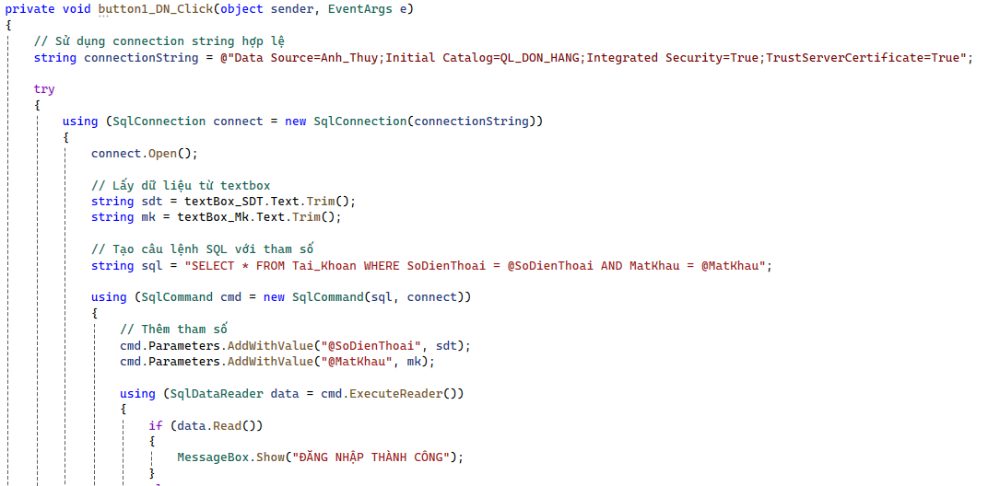 private void button1_DN_Click(object sender, EventArgs e)
{
// Sử dụng connection string hợp lệ
string connectionString = @"Data Source=Anh_Thuy;Initial Catalog=QL_DON_HANG;Integrated Security=True;TrustServerCertificate=True";
try
{
using (SqlConnection connect = new SqlConnection(connectionString))
{
connect.Open();
// Lấy dữ liệu từ textbox
string sdt = textBox_SDT.Text.Trim();
string mk = textBox_Mk.Text.Trim();
// Tạo câu lệnh SQL với tham số
string sql = "SELECT * FROM Tai_Khoan WHERE SoDienThoai = @SoDienThoai AND MatKhau = @MatKhau";
using (SqlCommand cmd = new SqlCommand(sql, connect))
{
// Thêm tham số
cmd.Parameters.AddWithValue("@SoDienThoai", sdt);
cmd.Parameters.AddWithValue("@MatKhau", mk);
using (SqlDataReader data = cmd.ExecuteReader())
{
if (data.Read())
{
MessageBox.Show("ĐĂNG NHẬP THÀNH CÔNG");
}